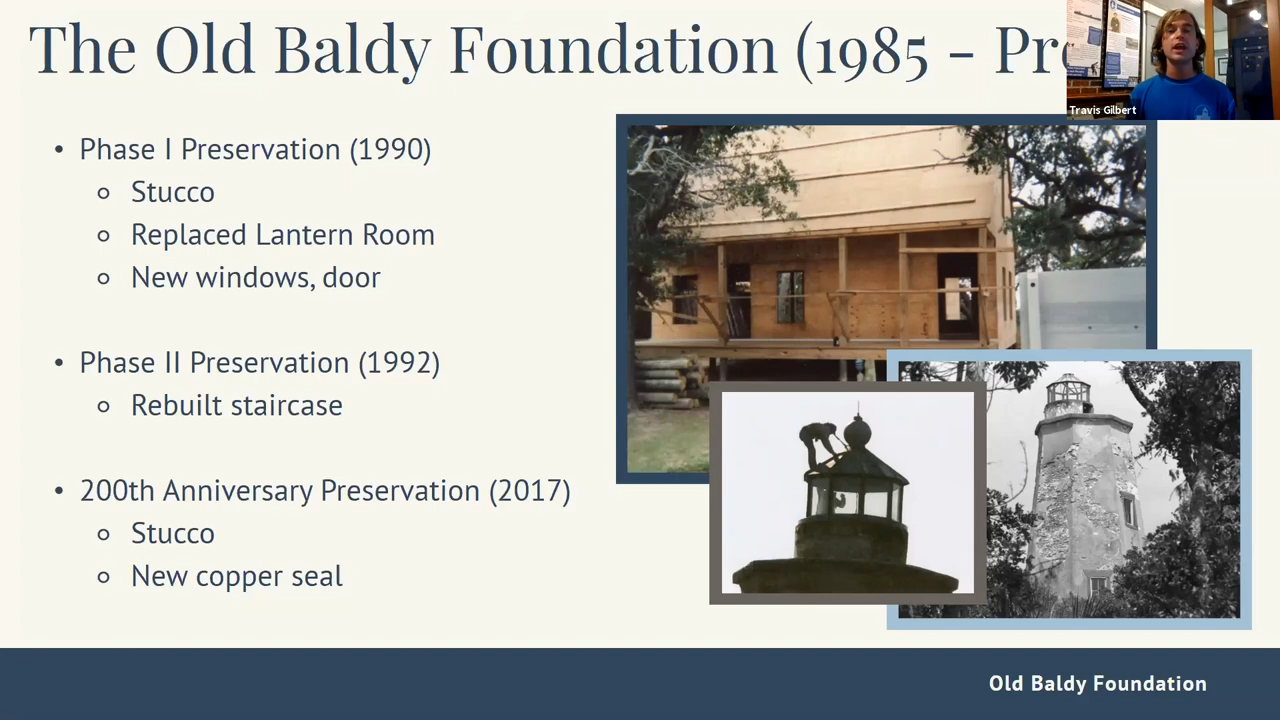 The Old Baldy Foundation (1985 - Pre
Travis Gilbert
• Phase I Preservation (1990)
Stucco
Replaced Lantern Room
New windows, door
• Phase II Preservation (1992)
Rebuilt staircase
• 200th Anniversary Preservation (2017)
Stucco
New copper seal
Old Baldy Foundation